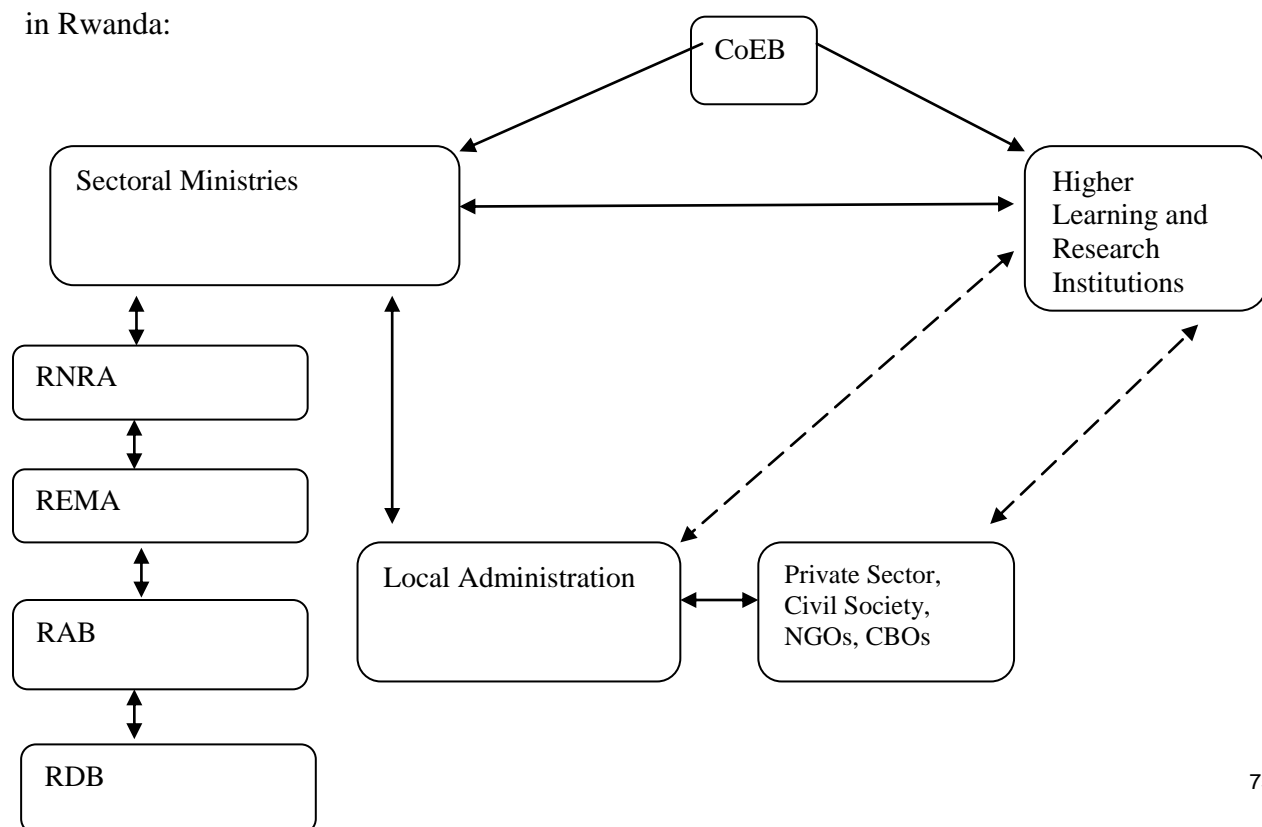 in Rwanda:
CoEB
Sectoral Ministries
Higher
Learning and
Research
Institutions
RNRA
REMA
Local Administration
Private Sector,
Civil Society,
NGOs, CBOs
RAB
RDB
7